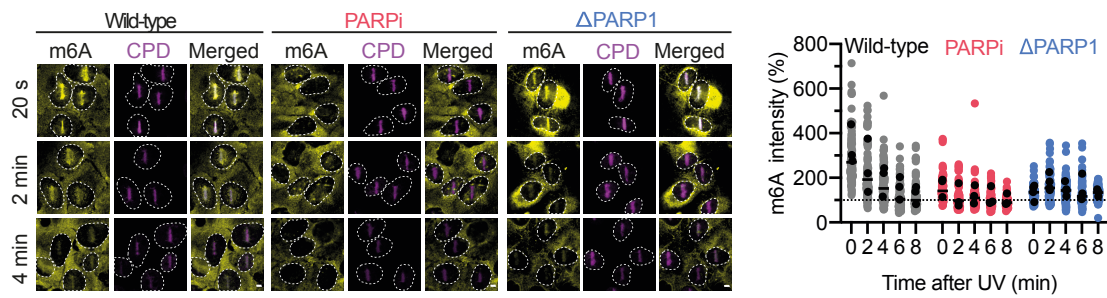 Wild-type
PARPi
ΔPARP1
m6A CPD Merged
m6A CPD Merged
m6A CPD Merged
20 s
2 min
4 min
m6A intensity (%)
800
600
400
200
0
Wild-type PARPi ΔPARP1
0 2 4 6 8 0 2 4 6 8 0 2 4 6 8
Time after UV (min)